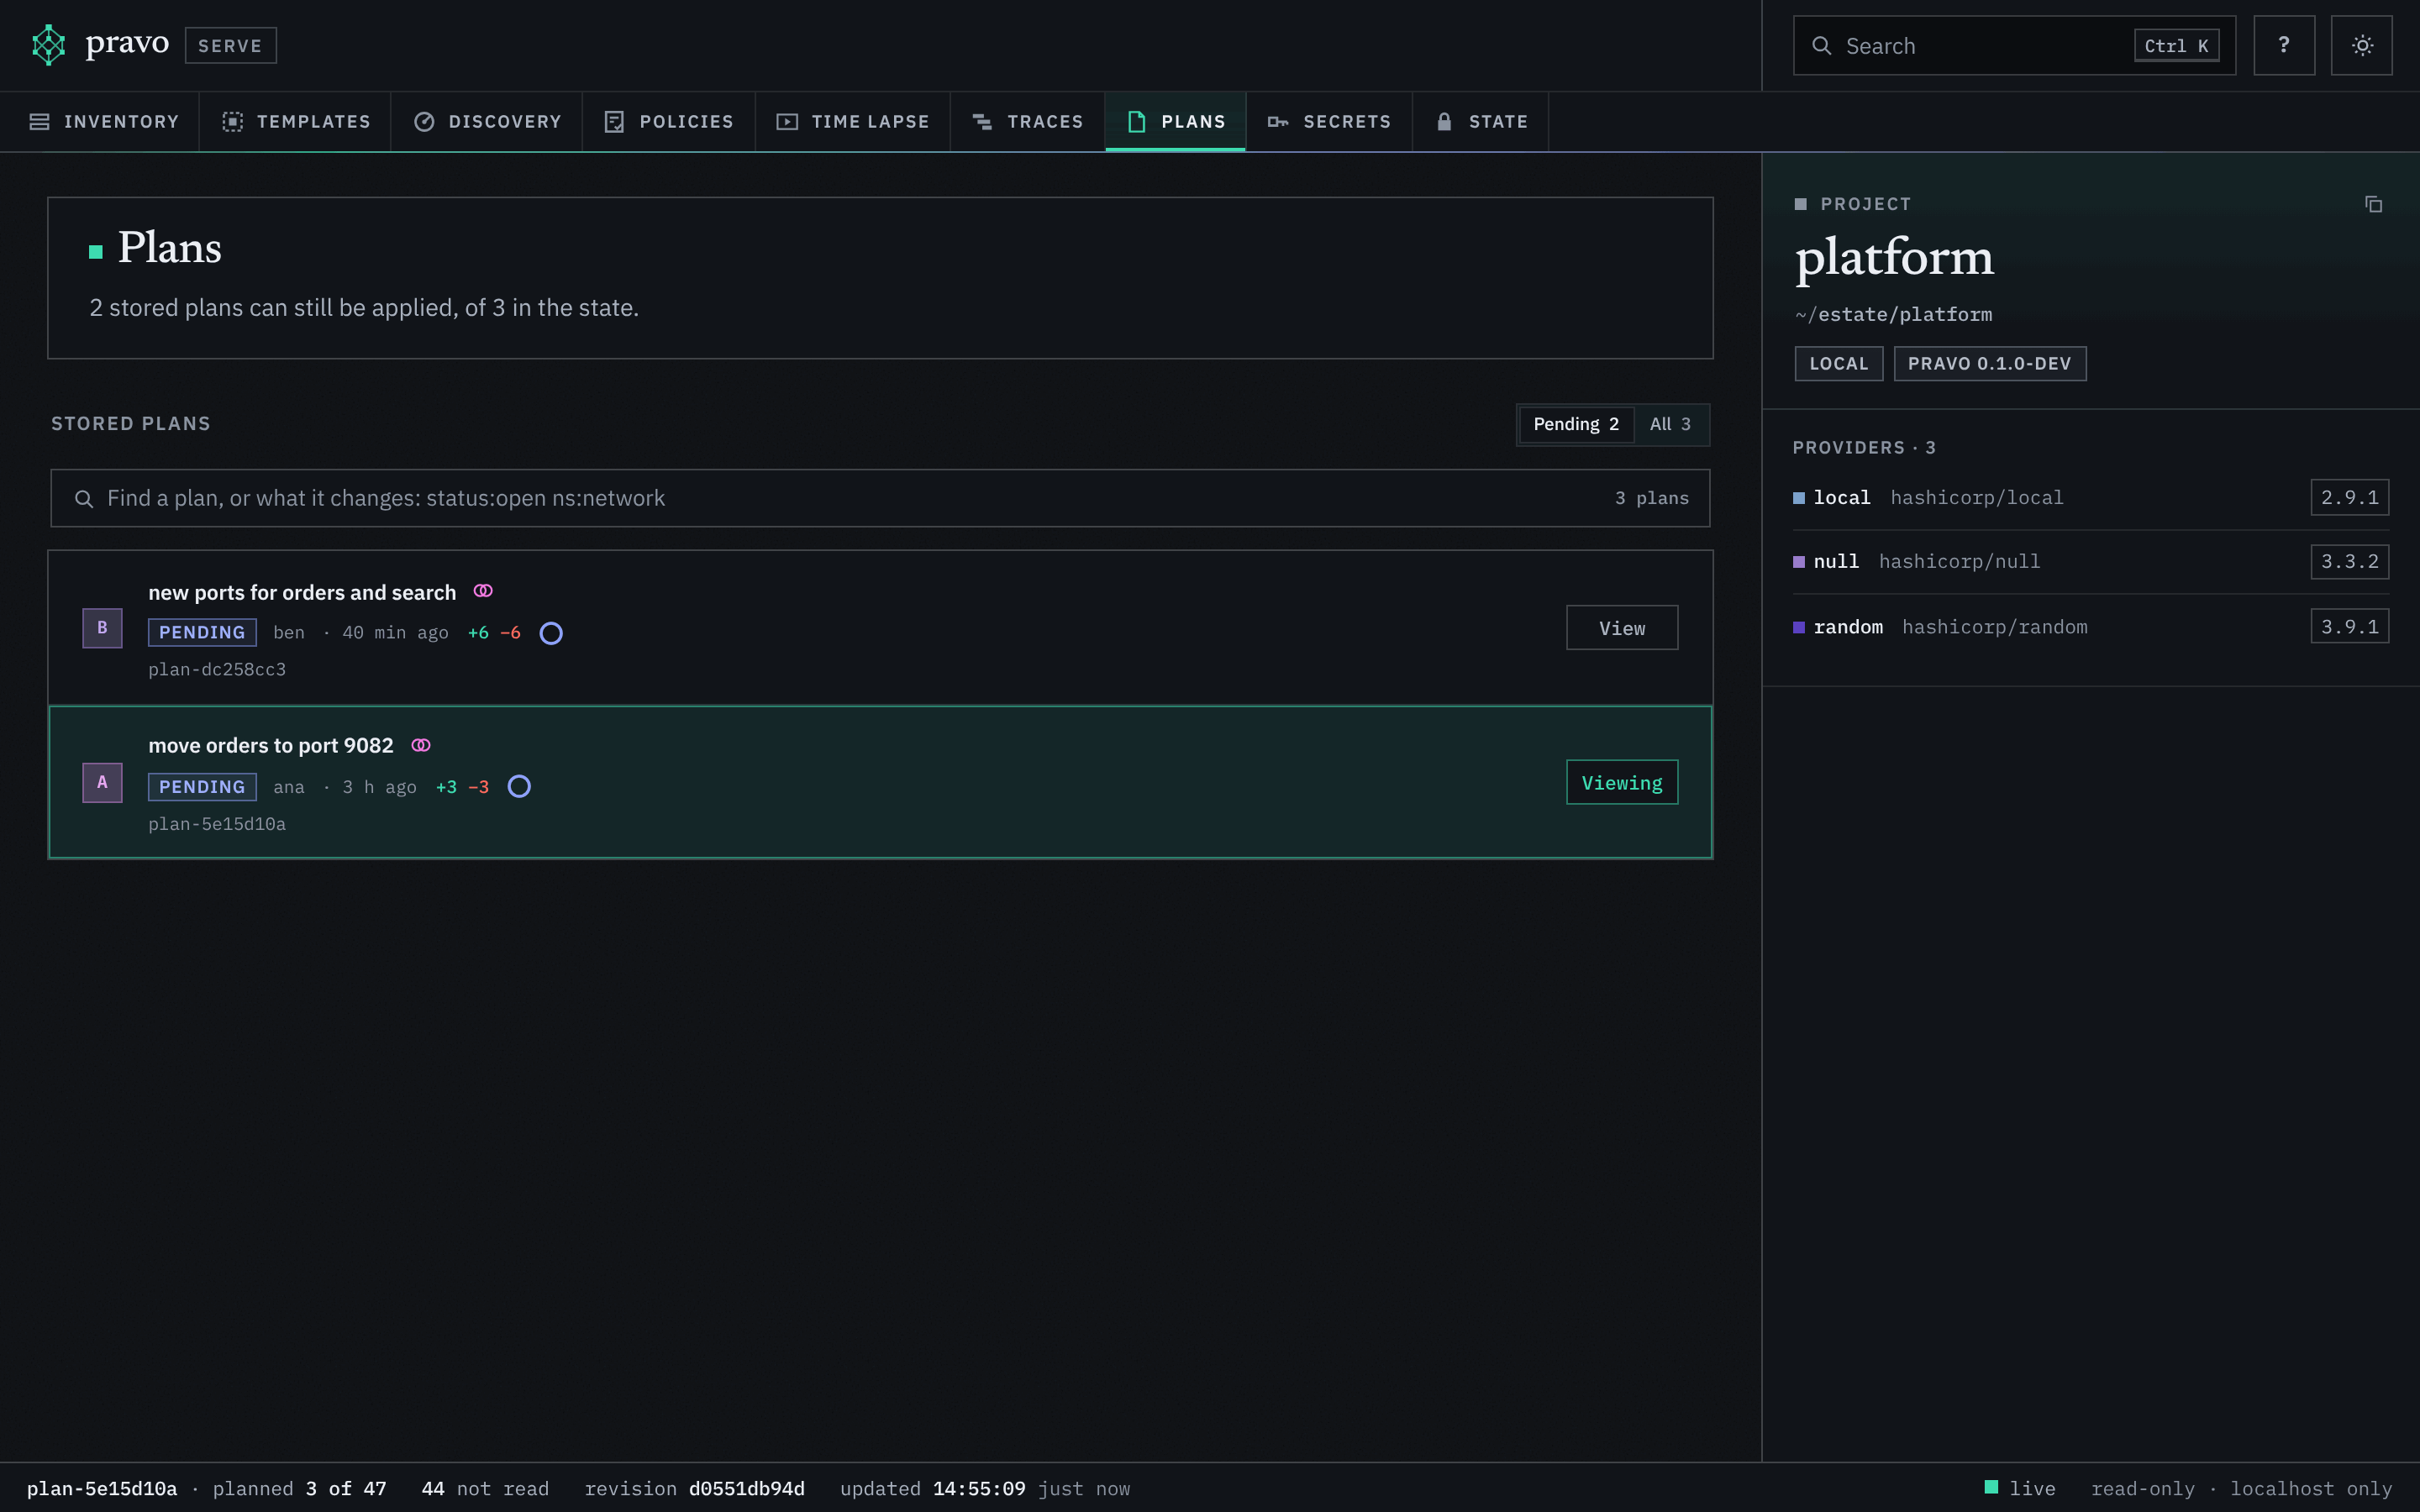 pravo SERVE
Search Ctrl K ?
INVENTORY TEMPLATES DISCOVERY POLICIES TIME LAPSE TRACES PLANS SECRETS STATE
Plans
2 stored plans can still be applied, of 3 in the state.
STORED PLANS Pending 2 All 3
Find a plan, or what it changes: status:open ns:network 3 plans
new ports for orders and search
B PENDING ben · 40 min ago +6 −6 View
plan-dc258cc3
move orders to port 9082
A PENDING ana · 3 h ago +3 −3 Viewing
plan-5e15d10a
PROJECT
platform
~/estate/platform
LOCAL PRAVO 0.1.0-DEV
PROVIDERS · 3
local hashicorp/local 2.9.1
null hashicorp/null 3.3.2
random hashicorp/random 3.9.1
plan-5e15d10a · planned 3 of 47 44 not read revision d0551db94d updated 14:55:09 just now live read-only · localhost only